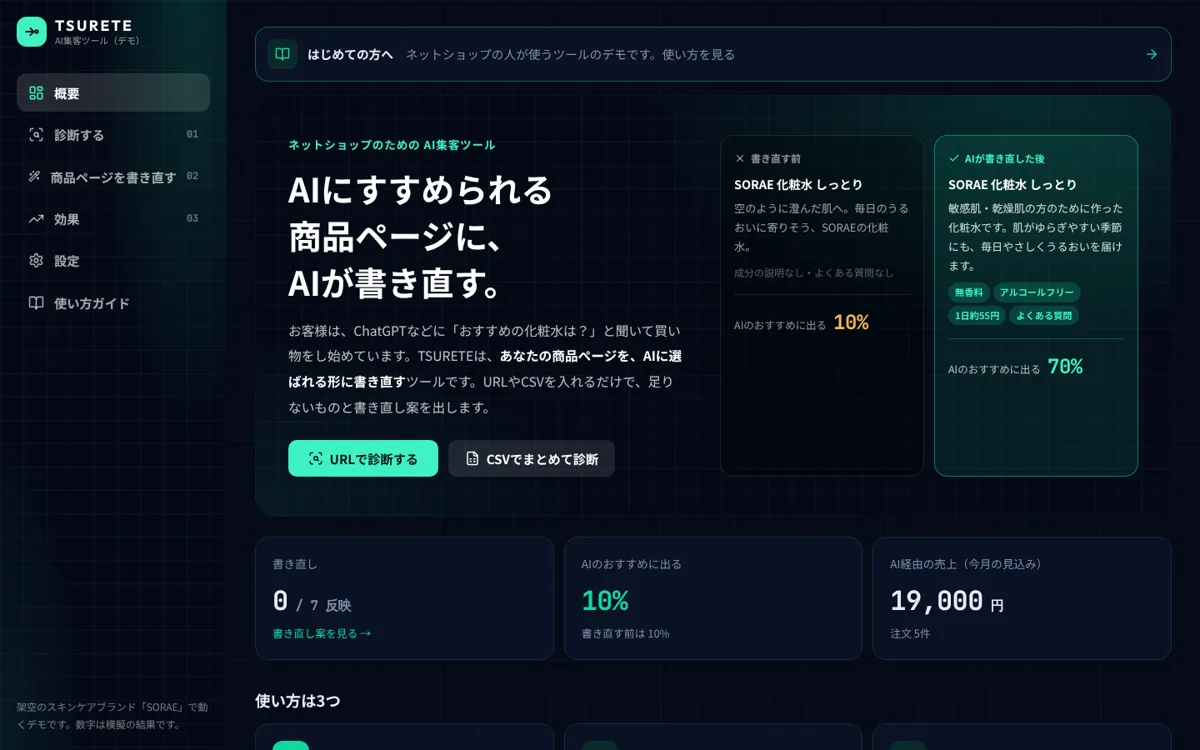 TSURETE
AI集客ツール（デモ）
概要
診断する 01
商品ページを書き直す 02
効果 03
設定
使い方ガイド
架空のスキンケアブランド「SORAE」で動
くデモです。数字は模擬の結果です。
はじめての方へ ネットショップの人が使うツールのデモです。使い方を見る
ネットショップのための AI集客ツール
AIにすすめられる
商品ページに、
AIが書き直す。
お客様は、ChatGPTなどに「おすすめの化粧水は？」と聞いて買い
物をし始めています。TSURETEは、あなたの商品ページを、AIに選
ばれる形に書き直すツールです。URLやCSVを入れるだけで、足り
ないものと書き直し案を出します。
URLで診断する
CSVでまとめて診断
書き直す前
SORAE 化粧水 しっとり
空のように澄んだ肌へ。毎日のうる
おいに寄りそう、SORAEの化粧
水。
成分の説明なし・よくある質問なし
AIのおすすめに出る 10%
AIが書き直した後
SORAE 化粧水 しっとり
敏感肌・乾燥肌の方のために作った
化粧水です。肌がゆらぎやすい季節
にも、毎日やさしくうるおいを届け
ます。
無香料 アルコールフリー
1日約55円 よくある質問
AIのおすすめに出る 70%
書き直し
0 / 7 反映
書き直し案を見る →
AIのおすすめに出る
10%
書き直す前は 10%
AI経由の売上（今月の見込み）
19,000 円
注文 5件
使い方は3つ